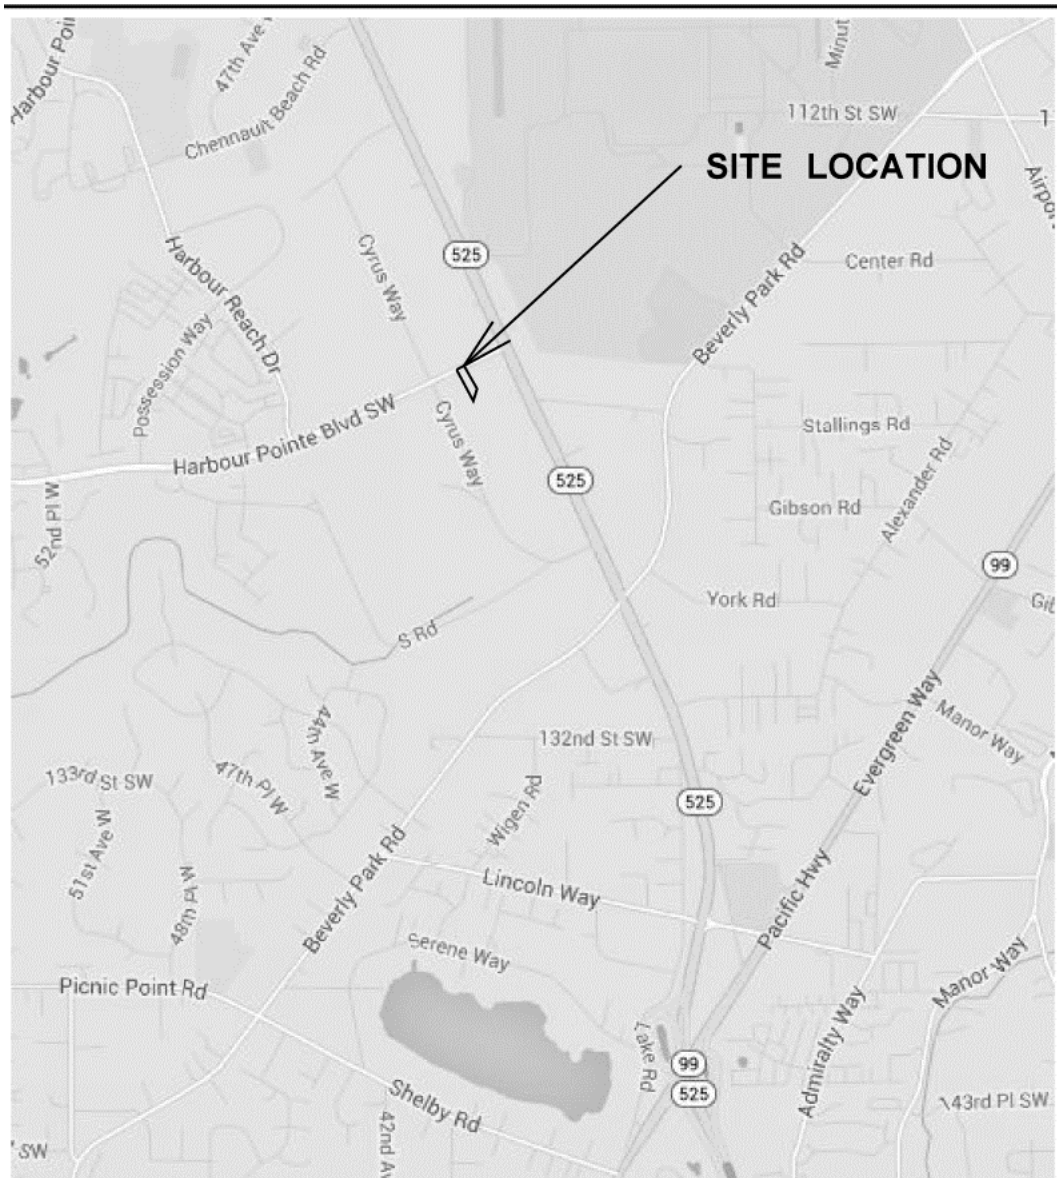 Harbour Poin
47th Ave
Minut
Chennault Beach Rd
112th St SW
SITE LOCATION
Airpo
Cyrus Way
525
Harbour Reach Dr
Center Rd
Beverly Park Rd
Possession Way
Harbour Pointe Blvd SW
Cyrus Way
Stallings Rd
Alexander Rd
525
52nd Pl W
Gibson Rd
99
York Rd
Gib
S Rd
Evergreen Way
Manor Way
44th Ave W
132nd St SW
133rd St SW
47th Pl W
525
Wigen Rd
51st Ave W
Beverly Park Rd
Lincoln Way
Pacific Hwy
48th Pl W
Serene Way
Picnic Point Rd
Manor Way
Admiralty Way
Lake Rd
99
525
Shelby Rd
143rd Pl SW
42nd Av
SW